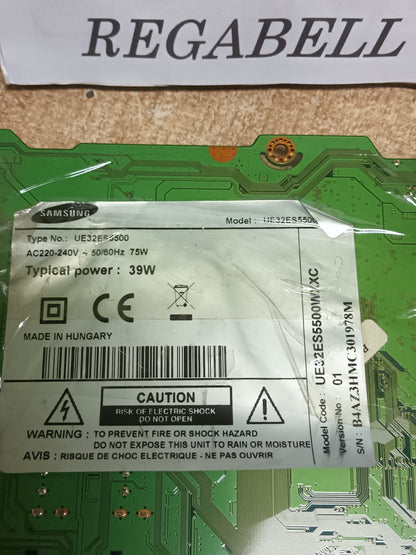 REGABELL
SAMSUNG
Model : UE32ES5500
Type No.: UE32ES5500
AC220-240V ~ 50/60Hz 75W
Typical power : 39W
CE
MADE IN HUNGARY
CAUTION
RISK OF ELECTRIC SHOCK
DO NOT OPEN
WARNING : TO PREVENT FIRE OR SHOCK HAZARD
DO NOT EXPOSE THIS UNIT TO RAIN OR MOISTURE
AVIS : RISQUE DE CHOC ELECTRIQUE - NE PAS OUVRIR
Model Code : UE32ES5500WXXC
Version No : 01
S/N : B4AZ3HMC301978M